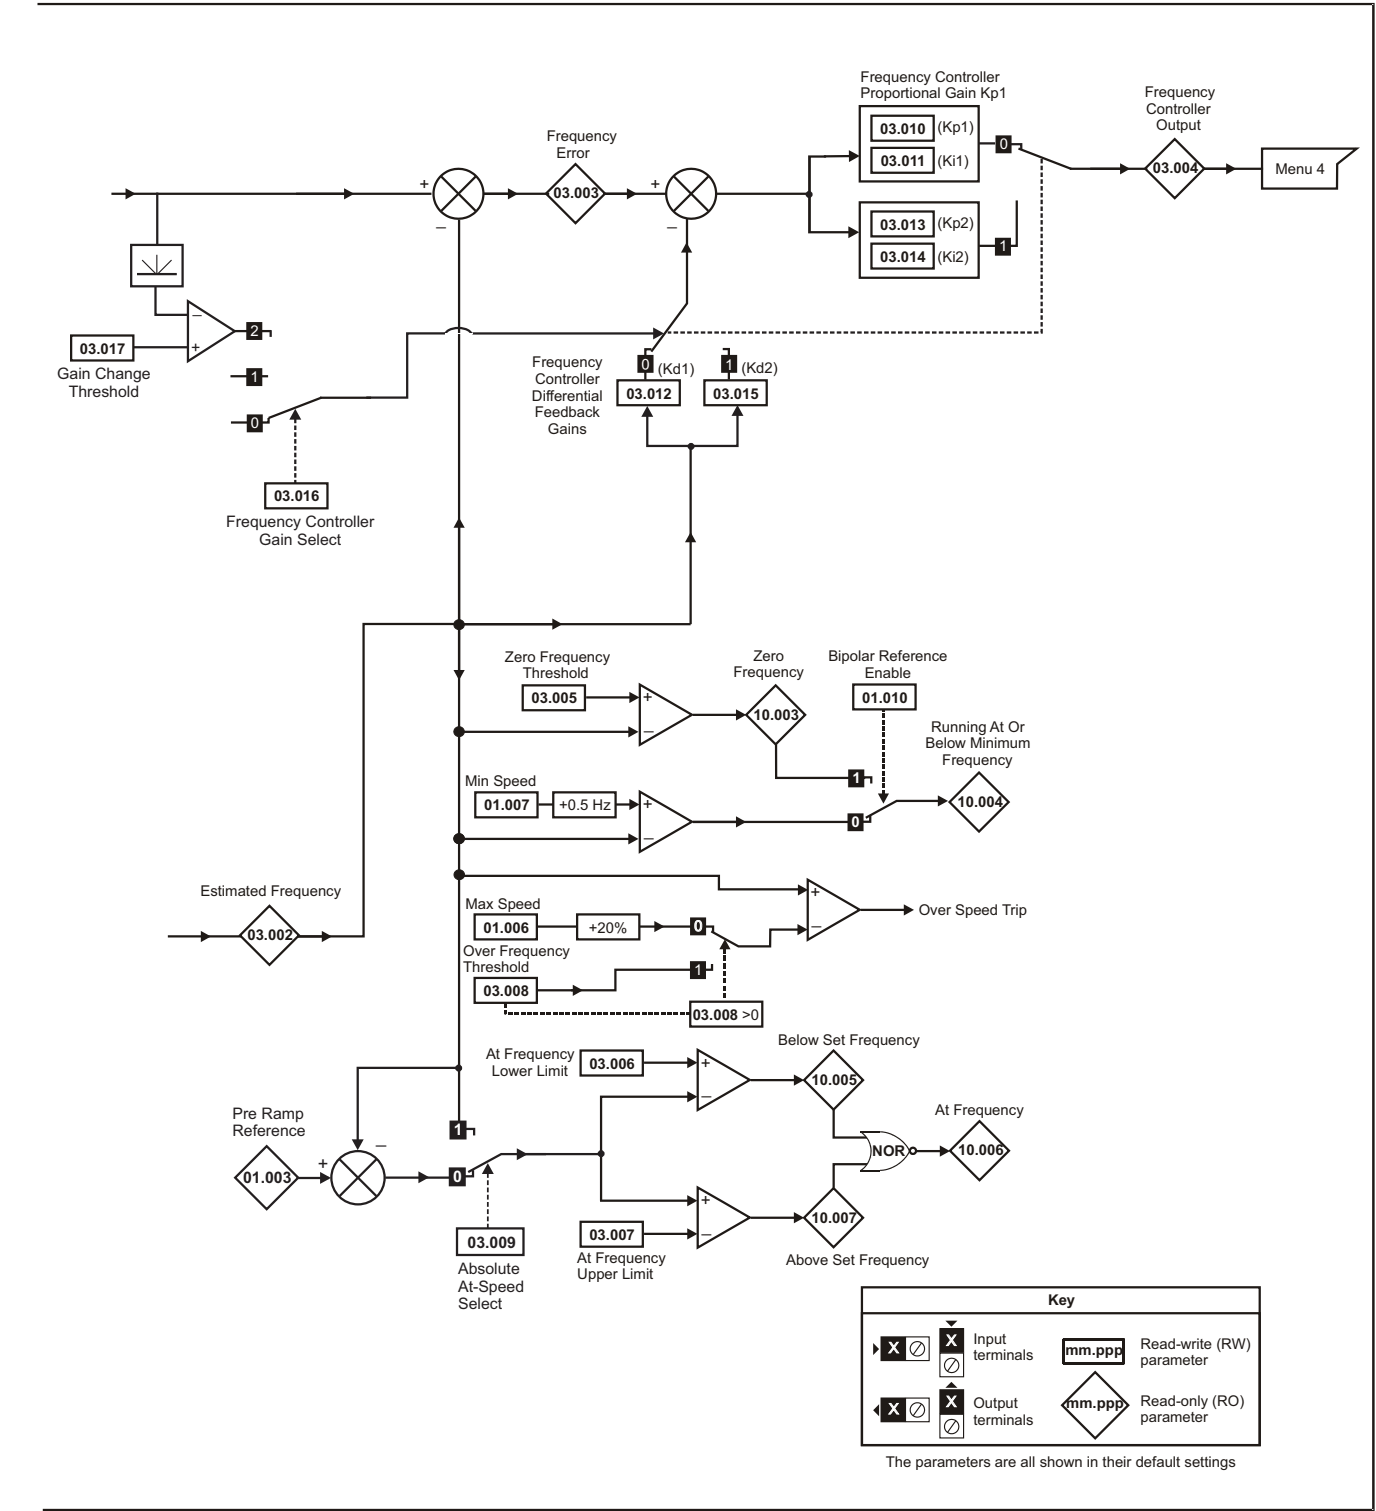 Frequency Controller
Proportional Gain Kp1
03.010 (Kp1)
03.011 (Ki1)
0
03.013 (Kp2)
03.014 (Ki2)
1
Frequency
Controller
Output
03.004
Menu 4
Frequency
Error
03.003
+
–
+
–
–
+
2
1
0
03.017
Gain Change
Threshold
03.016
Frequency Controller
Gain Select
Frequency
Controller
Differential
Feedback
Gains
0 (Kd1)
03.012
1 (Kd2)
03.015
Zero Frequency
Threshold
03.005
+
–
Zero
Frequency
10.003
Bipolar Reference
Enable
01.010
Running At Or
Below Minimum
Frequency
10.004
1
0
Min Speed
01.007
+0.5 Hz
+
–
Estimated Frequency
03.002
Max Speed
01.006
+20%
0
Over Frequency
Threshold
03.008
1
03.008 >0
+
–
Over Speed Trip
At Frequency
Lower Limit
03.006
+
–
Below Set Frequency
10.005
At Frequency
10.006
NOR
Pre Ramp
Reference
01.003
+
–
1
0
03.009
Absolute
At-Speed
Select
+
–
03.007
At Frequency
Upper Limit
10.007
Above Set Frequency
Key
X
X
Input
terminals
mm.ppp
Read-write (RW)
parameter
X
X
Output
terminals
mm.ppp
Read-only (RO)
parameter
The parameters are all shown in their default settings